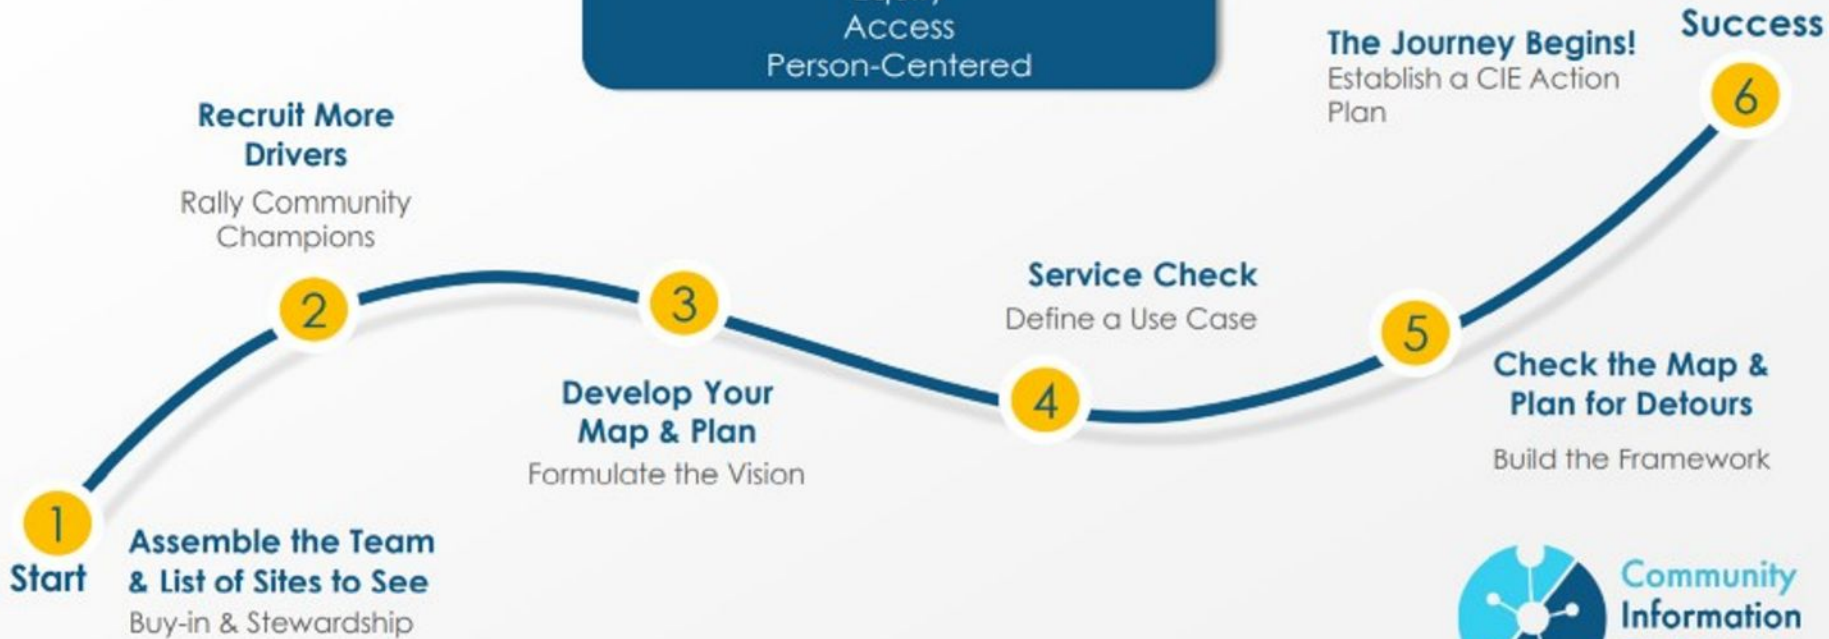 Access
Person-Centered
Success
The Journey Begins!
Establish a CIE Action
Plan
6
Recruit More
Drivers
Rally Community
Champions
2
3
Service Check
Define a Use Case
4
5
Develop Your
Map & Plan
Formulate the Vision
Check the Map &
Plan for Detours
Build the Framework
1
Start
Assemble the Team
& List of Sites to See
Buy-in & Stewardship
Community
Information